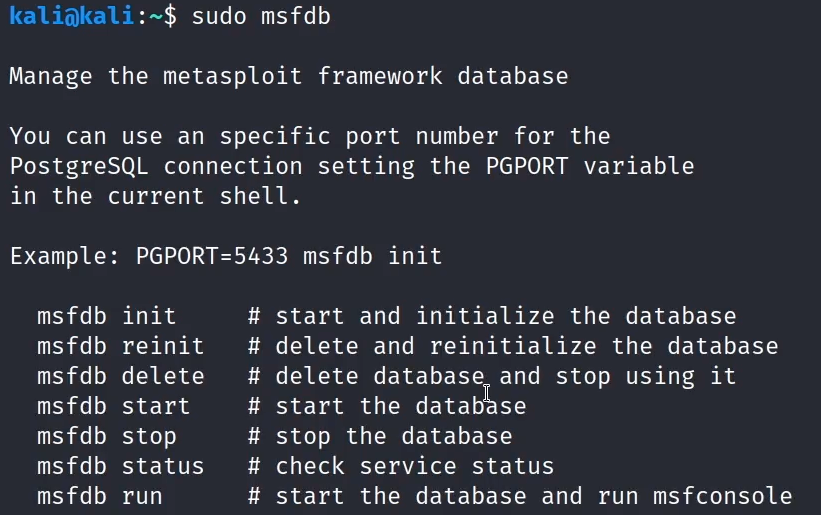 kali@kali:~$ sudo msfdb
Manage the metasploit framework database
You can use an specific port number for the
PostgreSQL connection setting the PGPORT variable
in the current shell.
Example: PGPORT=5433 msfdb init
msfdb init     # start and initialize the database
msfdb reinit   # delete and reinitialize the database
msfdb delete   # delete database and stop using it
msfdb start    # start the database
msfdb stop     # stop the database
msfdb status   # check service status
msfdb run      # start the database and run msfconsole